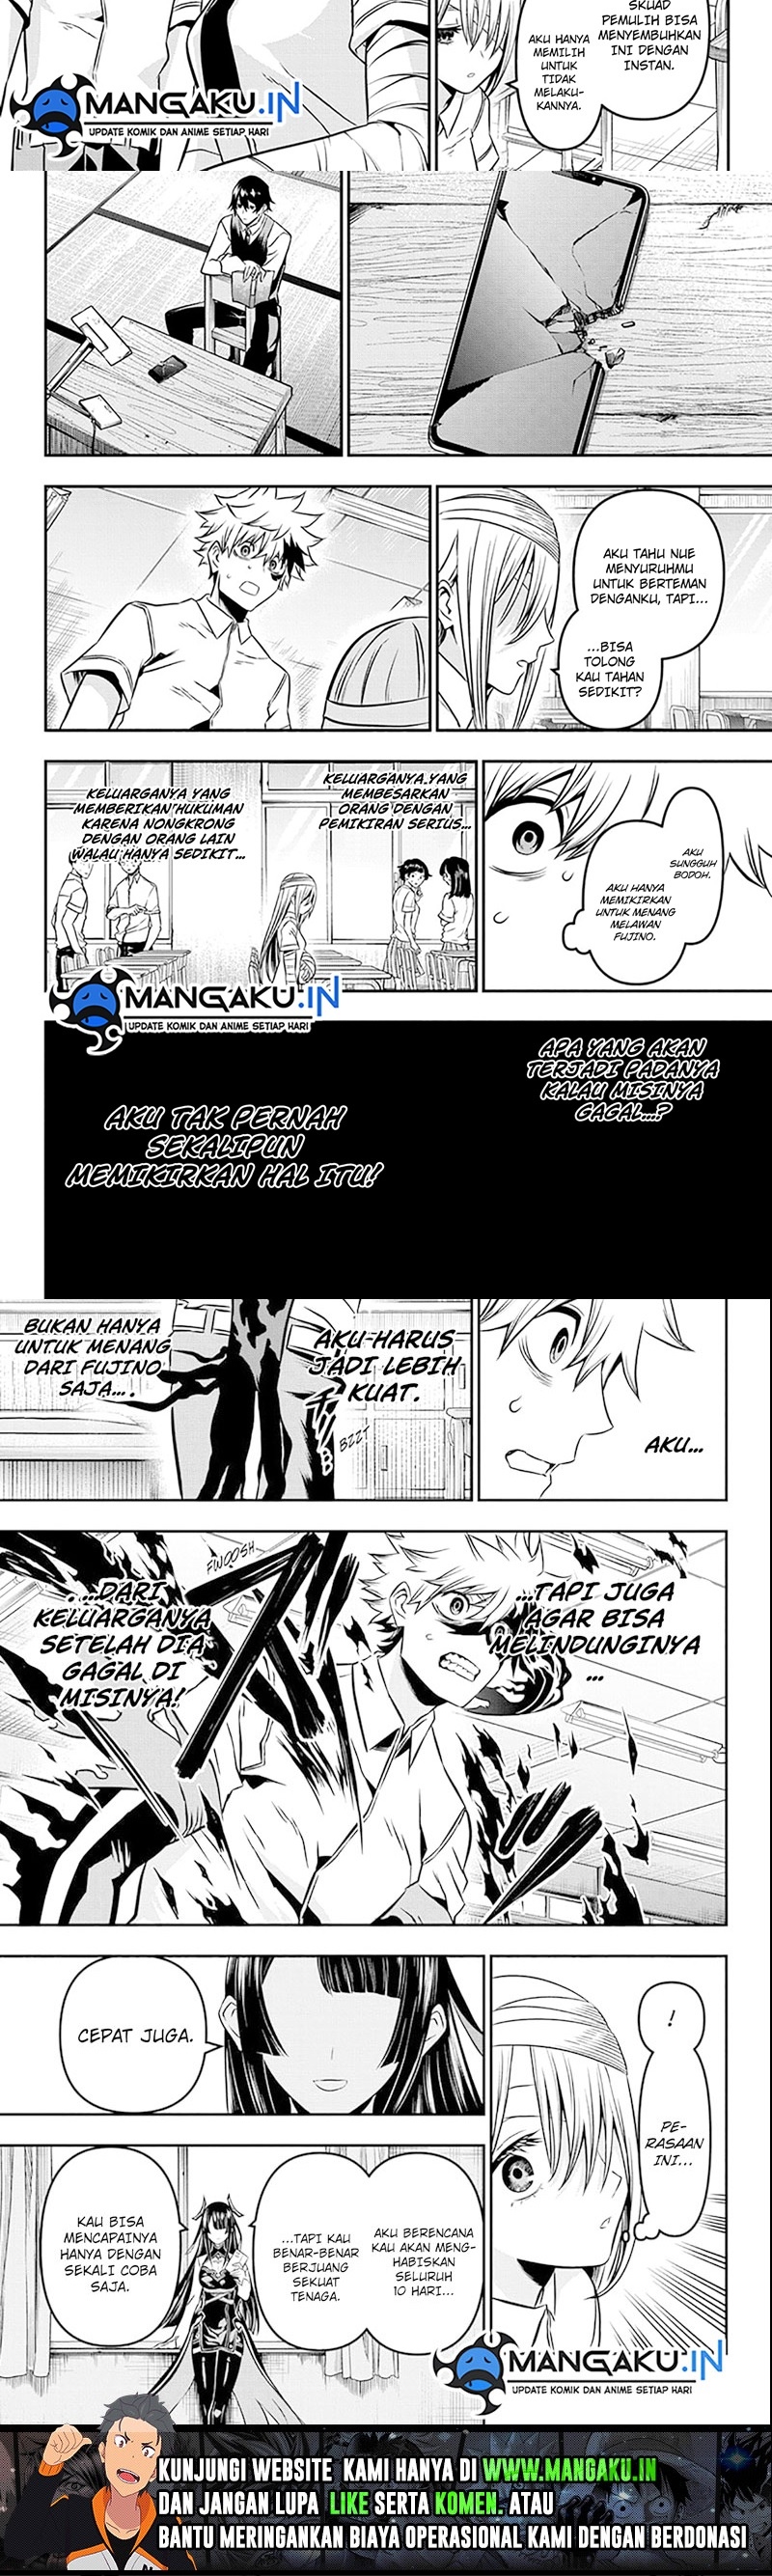 SKUAD
PEMULIH BISA
MENYEMBUHKAN
INI DENGAN
INSTAN.
AKU HANYA
MEMILIH
UNTUK
TIDAK
MELAKU-
KANNYA.
MANGAKU.IN
UPDATE KOMIK DAN ANIME SETIAP HARI
AKU TAHU NUE
MENYURUHMU
UNTUK BERTEMAN
DENGANKU, TAPI...
...BISA
TOLONG
KAU TAHAN
SEDIKIT?
AKU
SUNGGUH
BODOH.
AKU HANYA
MEMIKIRKAN
UNTUK MENANG
MELAWAN
FUJINO.
KELUARGANYA YANG
MEMBESARKAN
ORANG DENGAN
PEMIKIRAN SERIUS...
KELUARGANYA YANG
MEMBERIKAN HUKUMAN
KARENA NONGKRONG
DENGAN ORANG LAIN
WALAU HANYA SEDIKIT...
MANGAKU.IN
UPDATE KOMIK DAN ANIME SETIAP HARI
APA YANG AKAN
TERJADI PADANYA
KALAU MISINYA
GAGAL...?
AKU TAK PERNAH
SEKALIPUN
MEMIKIRKAN HAL ITU!
AKU...
AKU HARUS
JADI LEBIH
KUAT.
BZZT
BUKAN HANYA
UNTUK MENANG
DARI FUJINO
SAJA...
FWOOSH
...TAPI JUGA
AGAR BISA
MELINDUNGINYA
...
...DARI
KELUARGANYA
SETELAH DIA
GAGAL DI
MISINYA!
!
PE-
RASAAN
INI...
CEPAT JUGA.
AKU BERENCANA
KAU AKAN MENG-
HABISKAN
SELURUH
10 HARI...
...TAPI KAU
BENAR-BENAR
BERJUANG
SEKUAT
TENAGA.
KAU BISA
MENCAPAINYA
HANYA DENGAN
SEKALI COBA
SAJA.
MANGAKU.IN
UPDATE KOMIK DAN ANIME SETIAP HARI
KUNJUNGI WEBSITE KAMI HANYA DI WWW.MANGAKU.IN
DAN JANGAN LUPA LIKE SERTA KOMEN. ATAU
BANTU MERINGANKAN BIAYA OPERASIONAL KAMI DENGAN BERDONASI